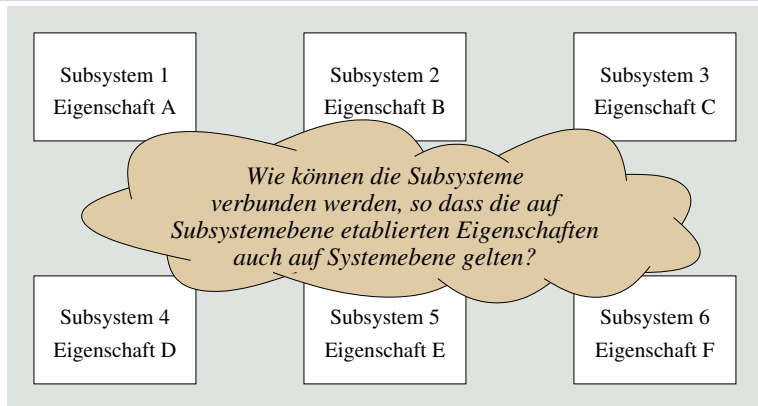 Subsystem 1
Eigenschaft A
Subsystem 2
Eigenschaft B
Subsystem 3
Eigenschaft C
Wie können die Subsysteme
verbunden werden, so dass die auf
Subsystemebene etablierten Eigenschaften
auch auf Systemebene gelten?
Subsystem 4
Eigenschaft D
Subsystem 5
Eigenschaft E
Subsystem 6
Eigenschaft F